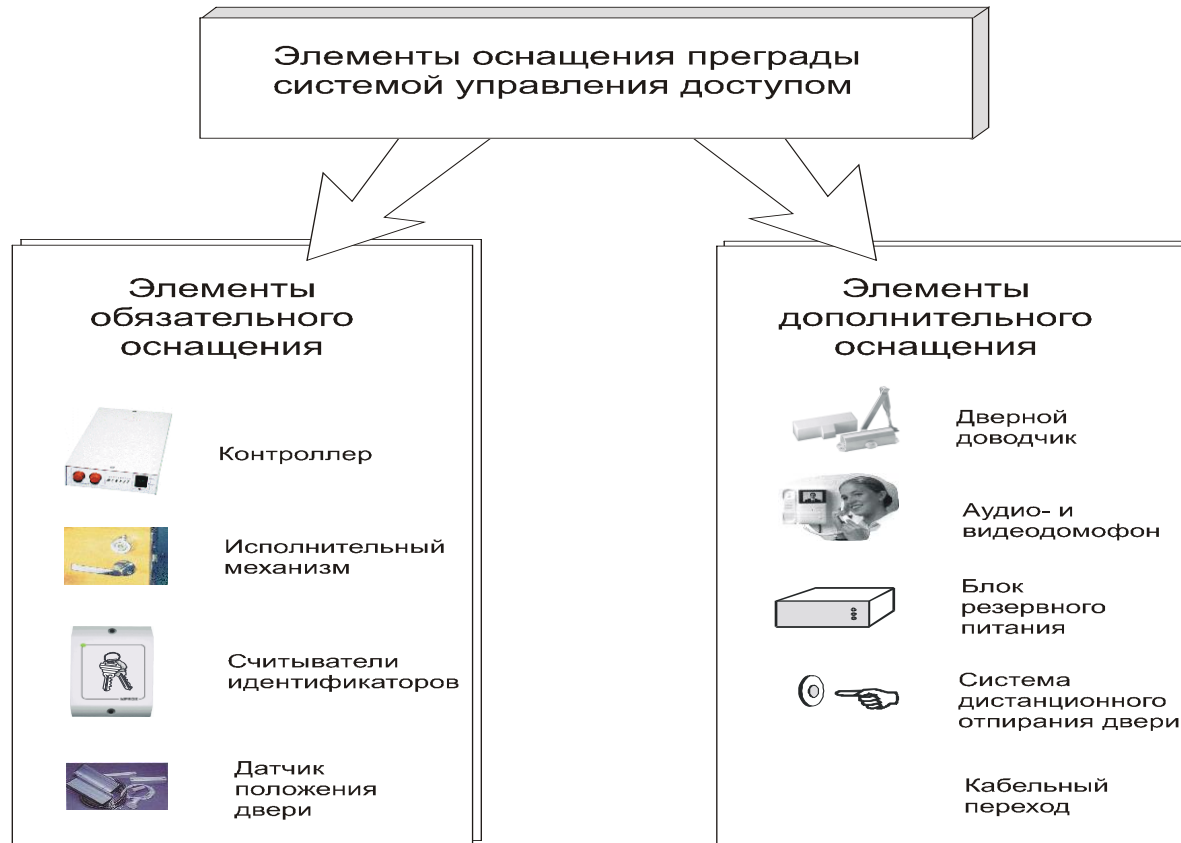 Элементы оснащения преграды
системой управления доступом
Элементы
обязательного
оснащения
Контроллер
Исполнительный
механизм
Считыватели
идентификаторов
Датчик
положения
двери
Элементы
дополнительного
оснащения
Дверной
доводчик
Аудио- и
видеодомофон
Блок
резервного
питания
Система
дистанционного
отпирания двери
Кабельный
переход